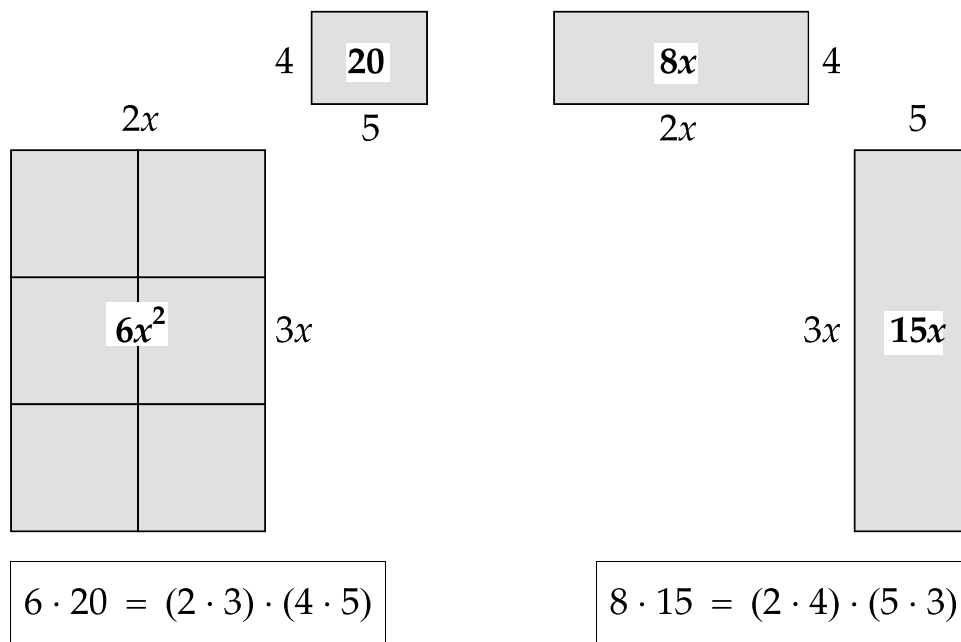 4 20 8x 4
5 2x
2x 5
6x² 3x 3x 15x
6 · 20 = (2 · 3) · (4 · 5) 8 · 15 = (2 · 4) · (5 · 3)